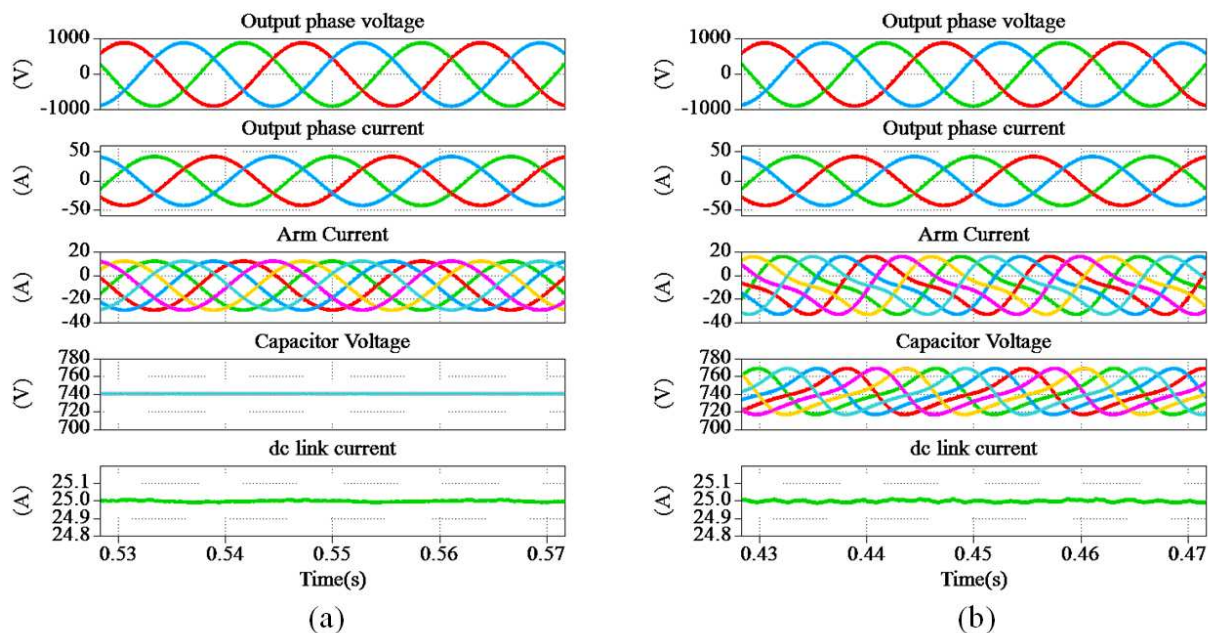 Output phase voltage
(V)
1000
0
-1000
Output phase current
(A)
50
0
-50
Arm Current
(A)
20
0
-20
-40
Capacitor Voltage
(V)
780
760
740
720
700
dc link current
(A)
25.1
25.0
24.9
24.8
0.53 0.54 0.55 0.56 0.57
Time(s)
(a)
Output phase voltage
(V)
1000
0
-1000
Output phase current
(A)
50
0
-50
Arm Current
(A)
20
0
-20
-40
Capacitor Voltage
(V)
780
760
740
720
700
dc link current
(A)
25.1
25.0
24.9
24.8
0.43 0.44 0.45 0.46 0.47
Time(s)
(b)